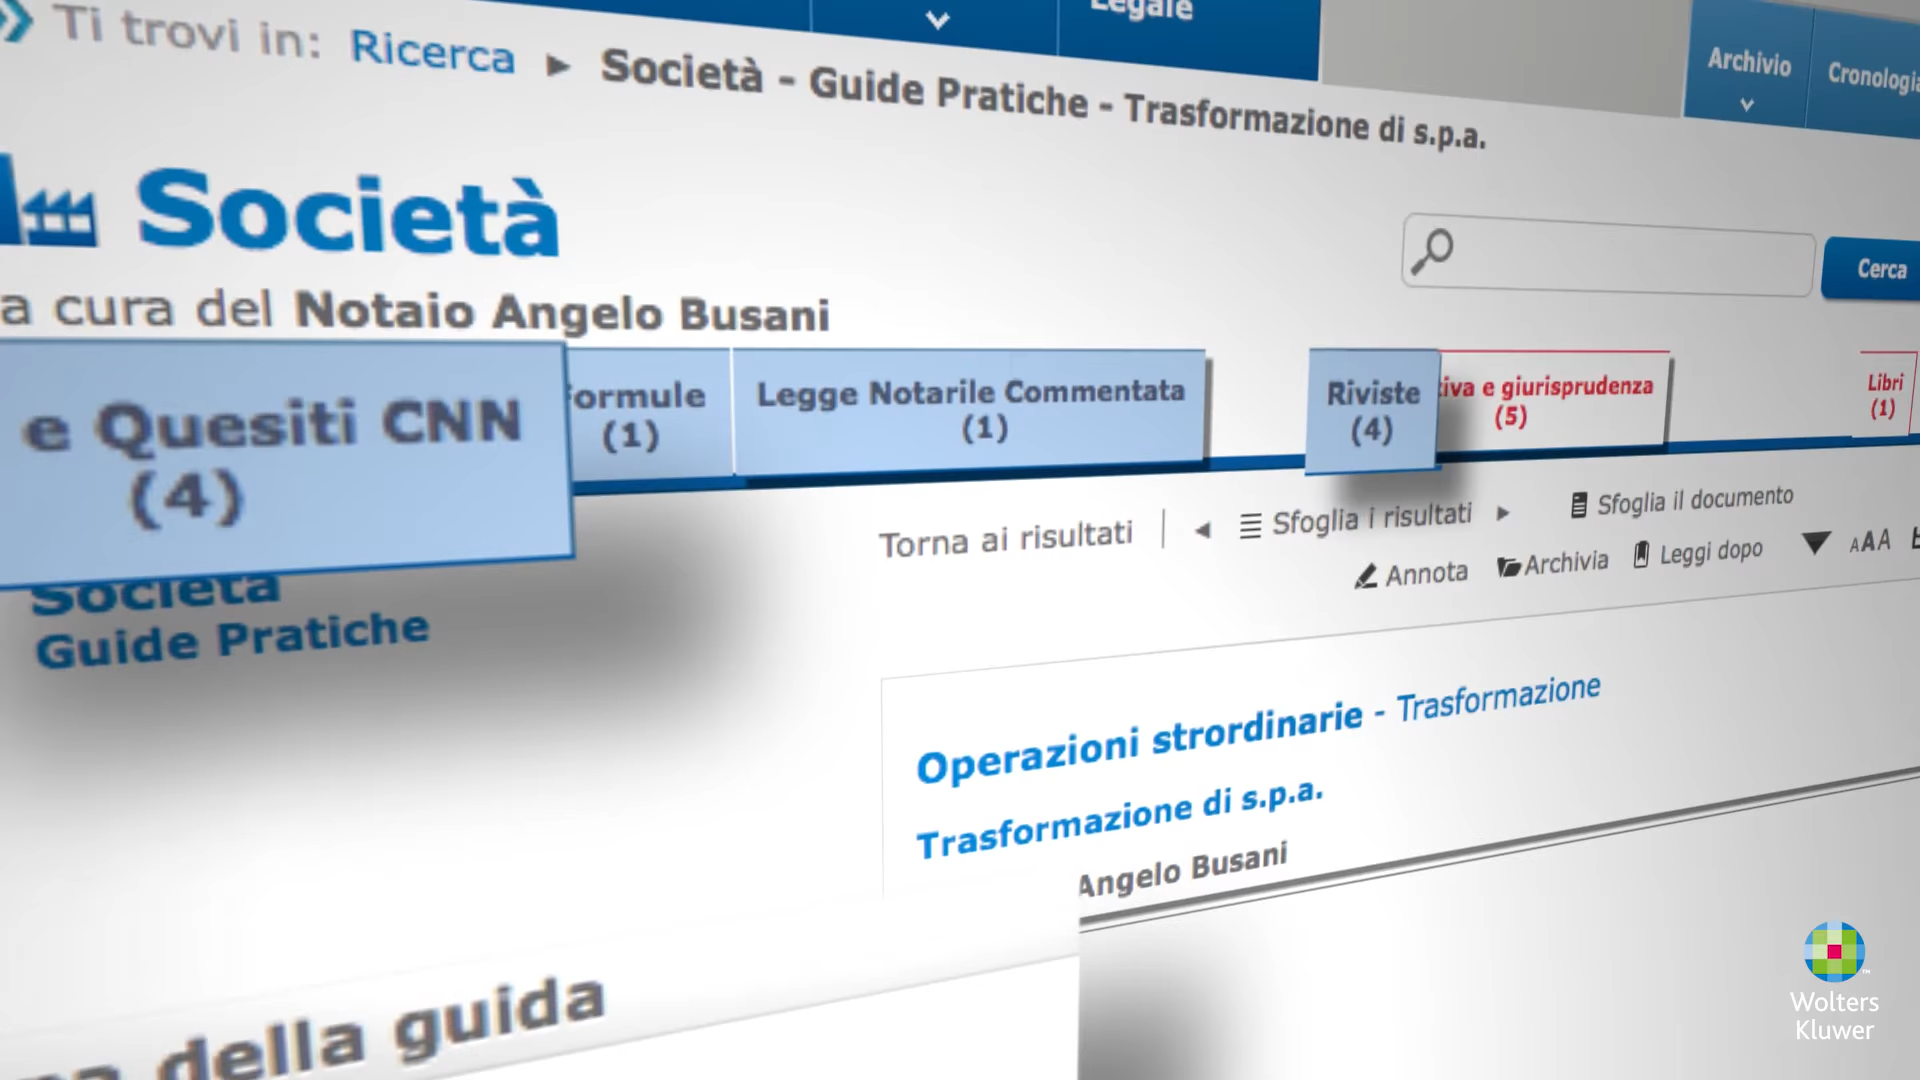 Legale
Archivio
Cronologia
Ti trovi in: Ricerca ▸ Società - Guide Pratiche - Trasformazione di s.p.a.
Società
Cerca
a cura del Notaio Angelo Busani
e Quesiti CNN
(4)
ormule
(1)
Legge Notarile Commentata
(1)
Riviste
(4)
iva e giurisprudenza
(5)
Libri
(1)
Torna ai risultati
Sfoglia i risultati
Sfoglia il documento
Annota
Archivia
Leggi dopo
AAA
Società
Guide Pratiche
Operazioni strordinarie - Trasformazione
Trasformazione di s.p.a.
Angelo Busani
della guida
Wolters
Kluwer